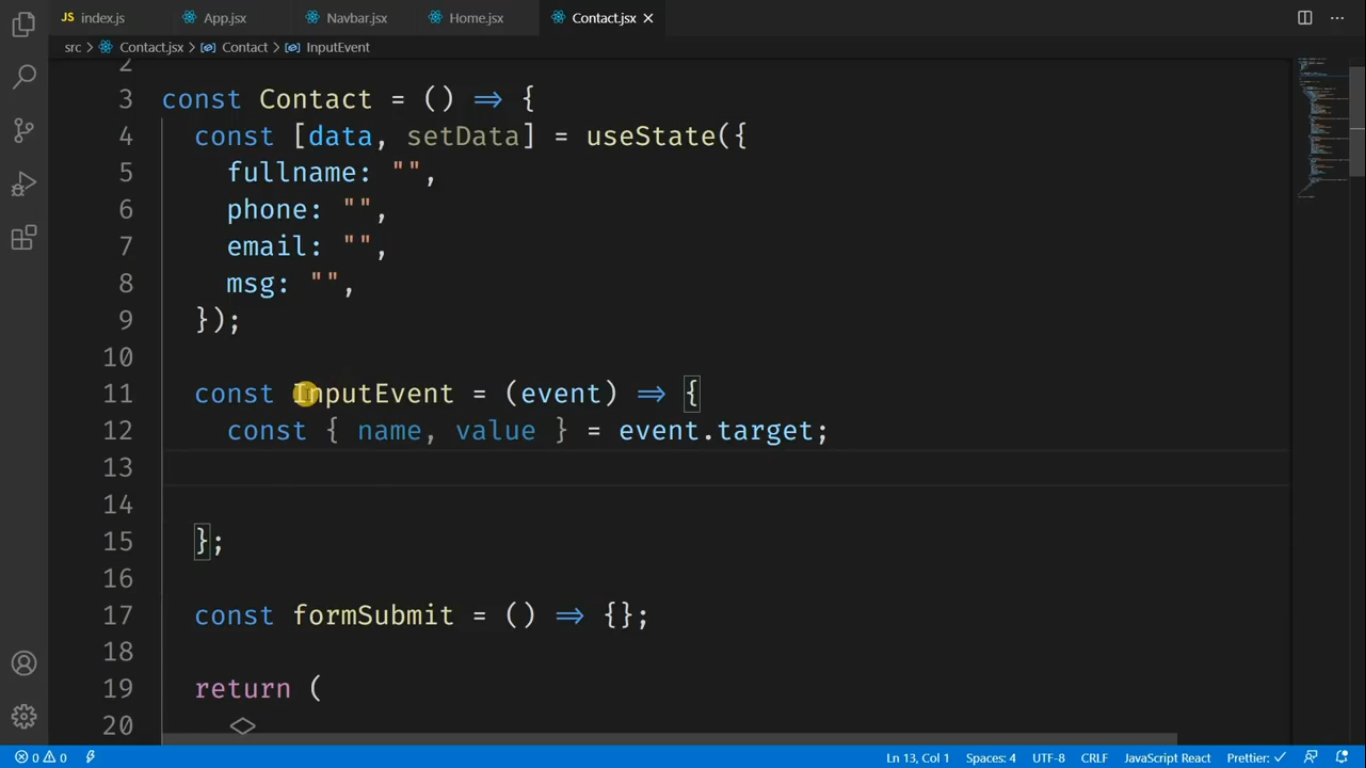 JS index.js App.jsx Navbar.jsx Home.jsx Contact.jsx
src > Contact.jsx > Contact > InputEvent
2
3 const Contact = () => {
4 const [data, setData] = useState({
5 fullname: "",
6 phone: "",
7 email: "",
8 msg: "",
9 });
10
11 const InputEvent = (event) => {
12 const { name, value } = event.target;
13
14
15 };
16
17 const formSubmit = () => {};
18
19 return (
20 <>
0 0 Ln 13, Col 1 Spaces: 4 UTF-8 CRLF JavaScript React Prettier: ✓